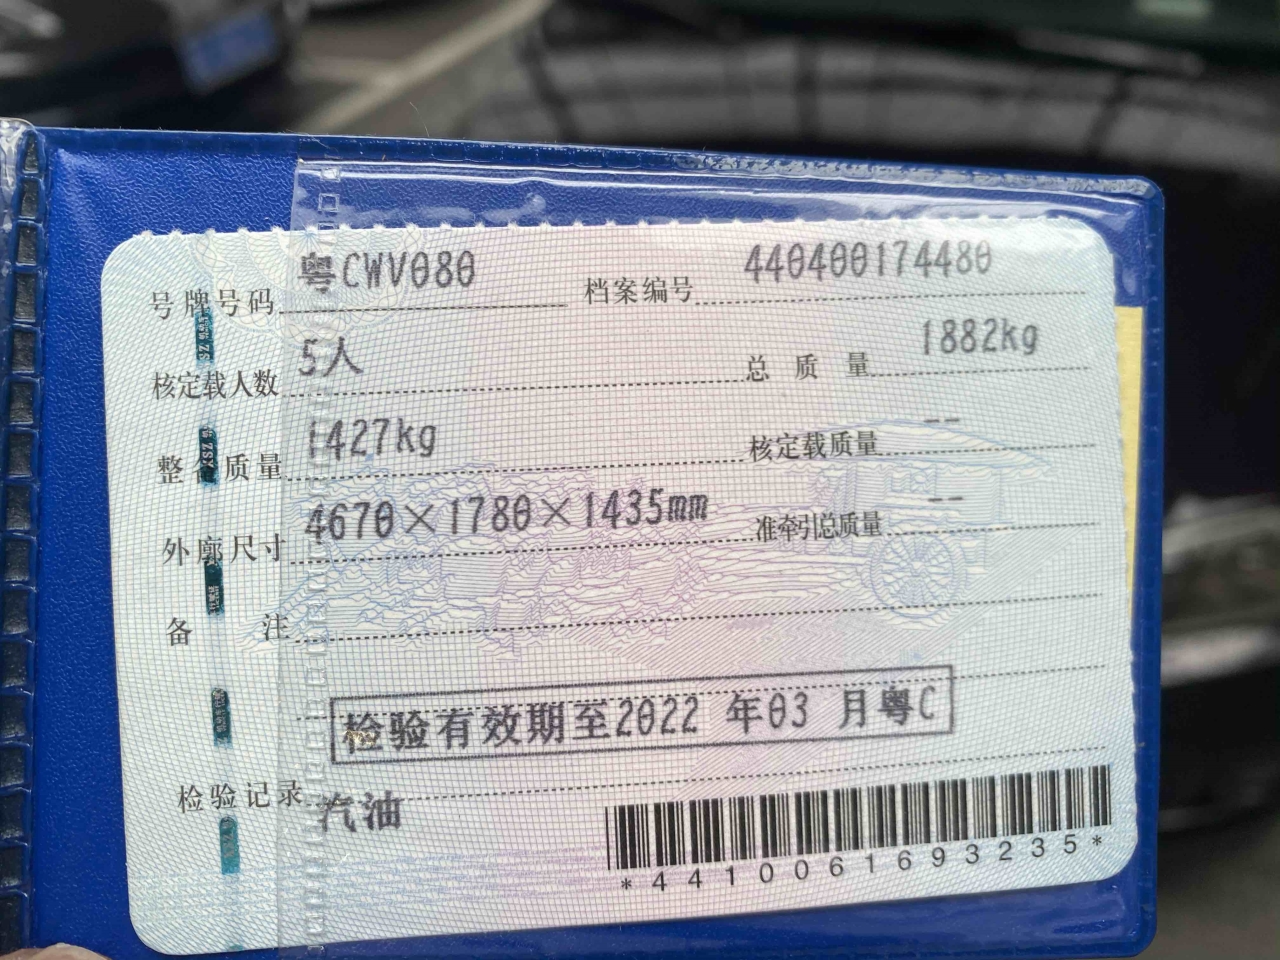 号牌号码 粤CWV080 档案编号 440400174480
核定载人数 5人 总质量 1882kg
整备质量 1427kg 核定载质量 --
外廓尺寸 4670×1780×1435mm 准牵引总质量 --
备注
检验有效期至2022 年03 月粤C
检验记录
汽油
*4410061693235*